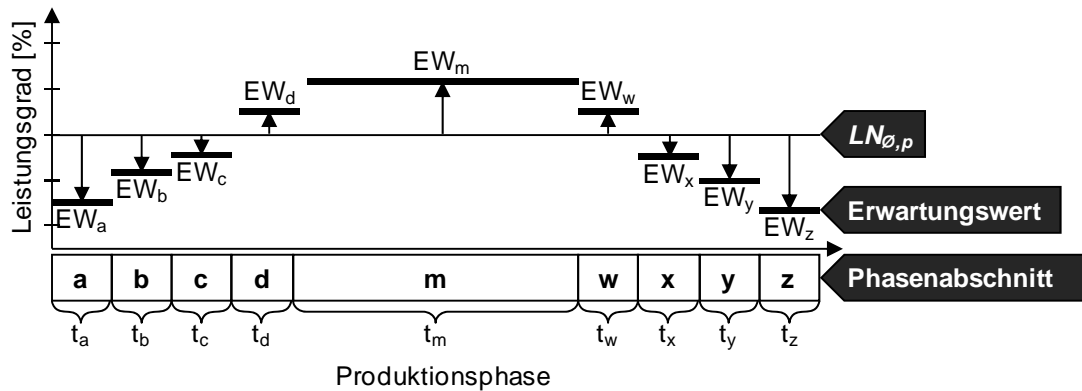 Leistungsgrad [%]
EWm
EWd
EWw
LNØ,p
EWc
EWb
EWa
EWx
EWy
EWz
Erwartungswert
a b c d m w x y z
Phasenabschnitt
ta tb tc td tm tw tx ty tz
Produktionsphase